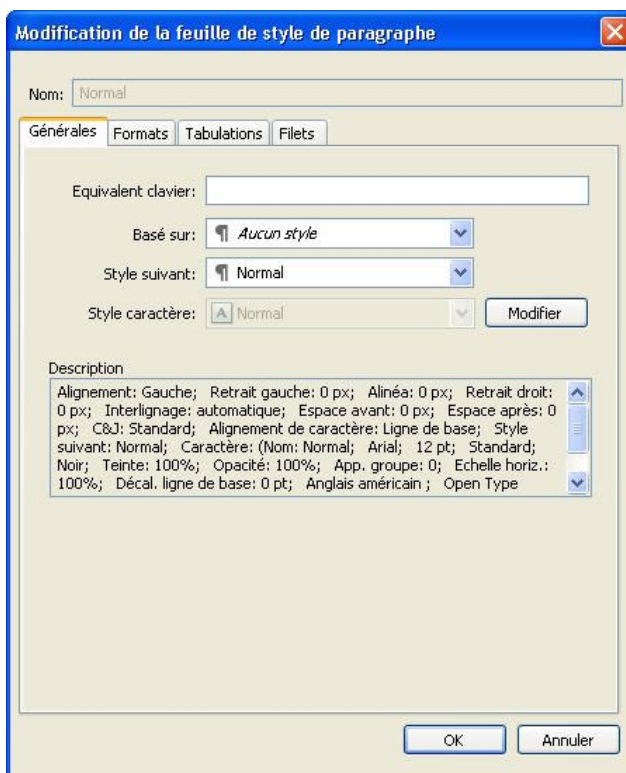 Modification de la feuille de style de paragraphe
Nom: Normal
Générales Formats Tabulations Filets
Equivalent clavier:
Basé sur: ¶ Aucun style
Style suivant: ¶ Normal
Style caractère: A Normal Modifier
Description
Alignement: Gauche; Retrait gauche: 0 px; Alinéa: 0 px; Retrait droit:
0 px; Interlignage: automatique; Espace avant: 0 px; Espace après: 0
px; C&J: Standard; Alignement de caractère: Ligne de base; Style
suivant: Normal; Caractère: (Nom: Normal; Arial; 12 pt; Standard;
Noir; Teinte: 100%; Opacité: 100%; App. groupe: 0; Echelle horiz.:
100%; Décal. ligne de base: 0 pt; Anglais américain ; Open Type
OK Annuler